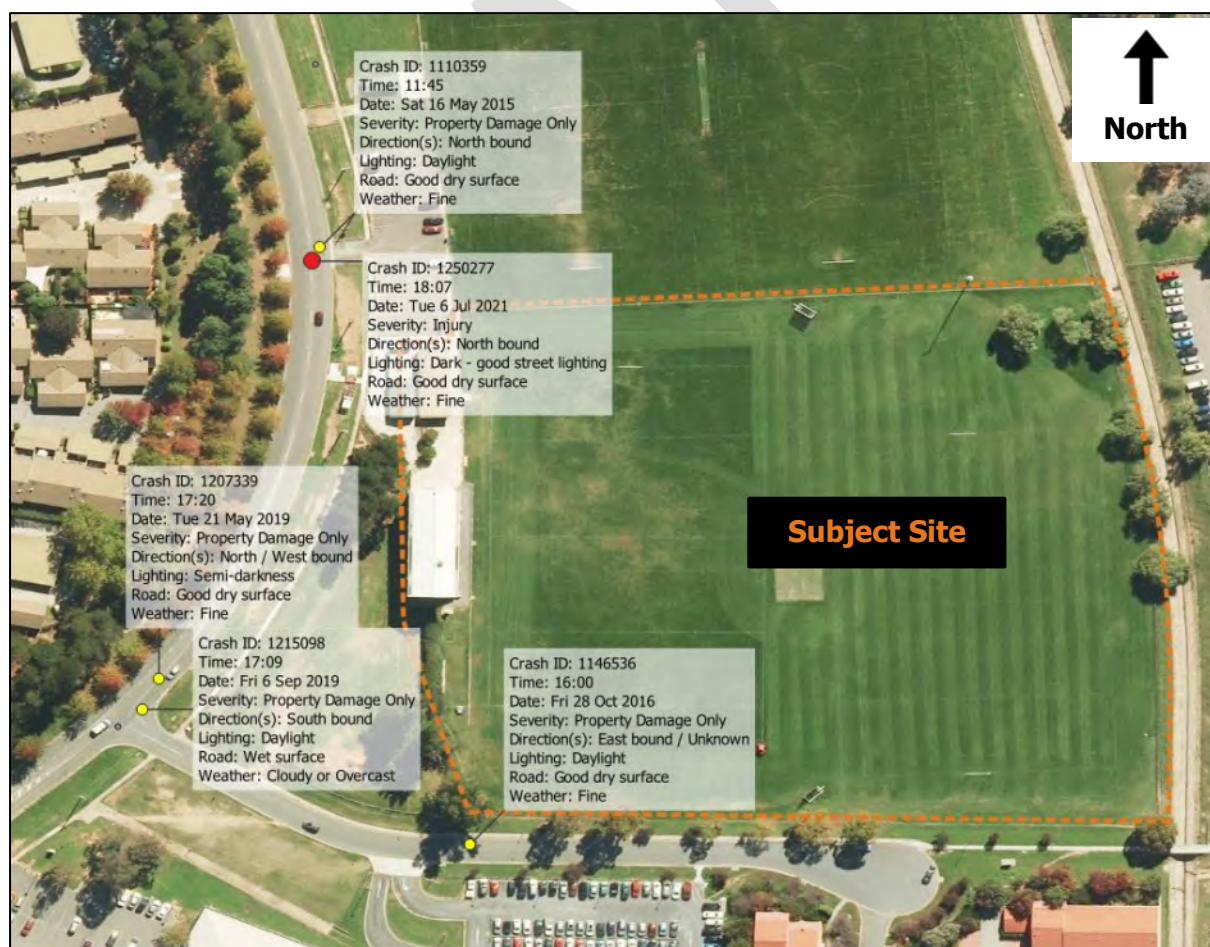 Crash ID: 1110359
Time: 11:45
Date: Sat 16 May 2015
Severity: Property Damage Only
Direction(s): North bound
Lighting: Daylight
Road: Good dry surface
Weather: Fine
North
Crash ID: 1250277
Time: 18:07
Date: Tue 6 Jul 2021
Severity: Injury
Direction(s): North bound
Lighting: Dark - good street lighting
Road: Good dry surface
Weather: Fine
Crash ID: 1207339
Time: 17:20
Date: Tue 21 May 2019
Severity: Property Damage Only
Direction(s): North / West bound
Lighting: Semi-darkness
Road: Good dry surface
Weather: Fine
Subject Site
Crash ID: 1215098
Time: 17:09
Date: Fri 6 Sep 2019
Severity: Property Damage Only
Direction(s): South bound
Lighting: Daylight
Road: Wet surface
Weather: Cloudy or Overcast
Crash ID: 1146536
Time: 16:00
Date: Fri 28 Oct 2016
Severity: Property Damage Only
Direction(s): East bound / Unknown
Lighting: Daylight
Road: Good dry surface
Weather: Fine